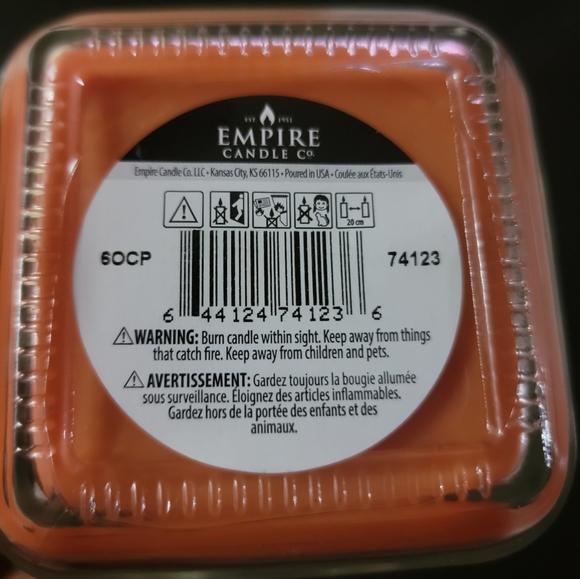 EST. 1951
EMPIRE
CANDLE CO.
Empire Candle Co. LLC • Kansas City, KS 66115 • Poured in USA • Coulée aux États-Unis
20 cm
6OCP 74123
6 44124 74123 6
WARNING: Burn candle within sight. Keep away from things
that catch fire. Keep away from children and pets.
AVERTISSEMENT: Gardez toujours la bougie allumée
sous surveillance. Éloignez des articles inflammables.
Gardez hors de la portée des enfants et des
animaux.